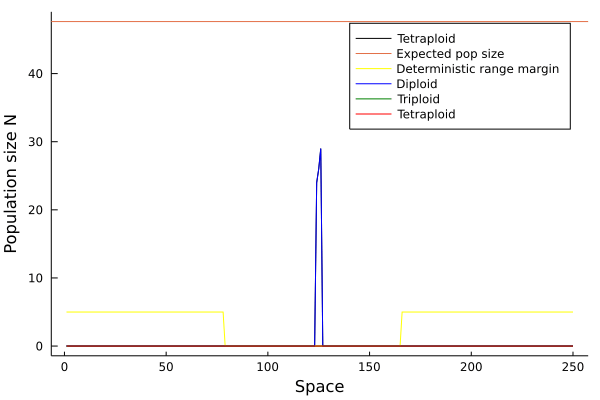 Population size N
40
30
20
10
0
Tetraploid
Expected pop size
Deterministic range margin
Diploid
Triploid
Tetraploid
0 50 100 150 200 250
Space